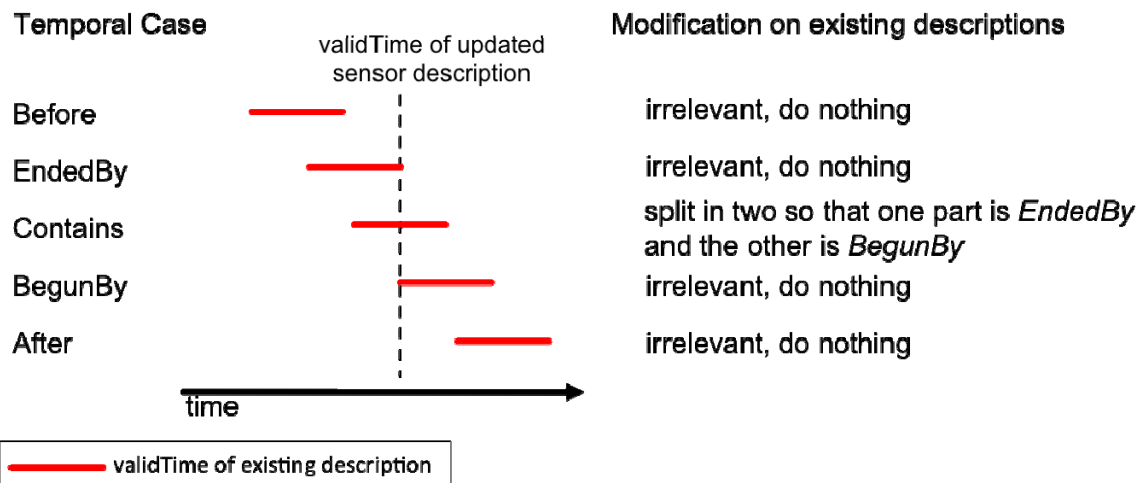 Temporal Case
validTime of updated
sensor description
Modification on existing descriptions
Before
irrelevant, do nothing
EndedBy
irrelevant, do nothing
Contains
split in two so that one part is EndedBy
and the other is BegunBy
BegunBy
irrelevant, do nothing
After
irrelevant, do nothing
time
validTime of existing description